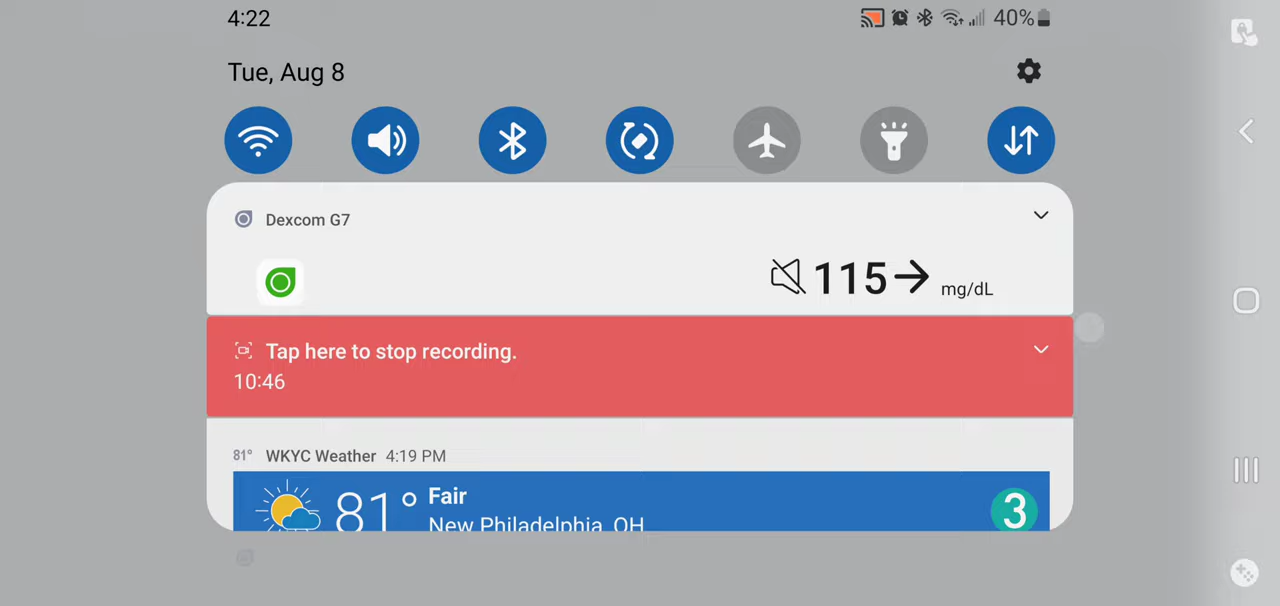 4:22
40%
Tue, Aug 8
Dexcom G7
115→ mg/dL
Tap here to stop recording.
10:46
81° WKYC Weather 4:19 PM
81° Fair
New Philadelphia, OH
3